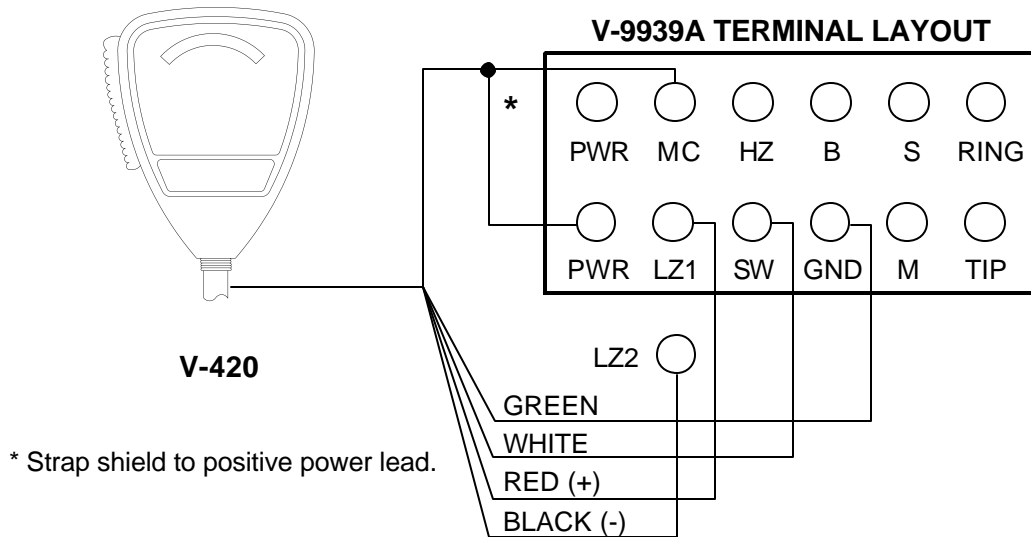 V-9939A TERMINAL LAYOUT
*
PWR MC HZ B S RING
PWR LZ1 SW GND M TIP
LZ2
V-420
GREEN
WHITE
* Strap shield to positive power lead.
RED (+)
BLACK (-)